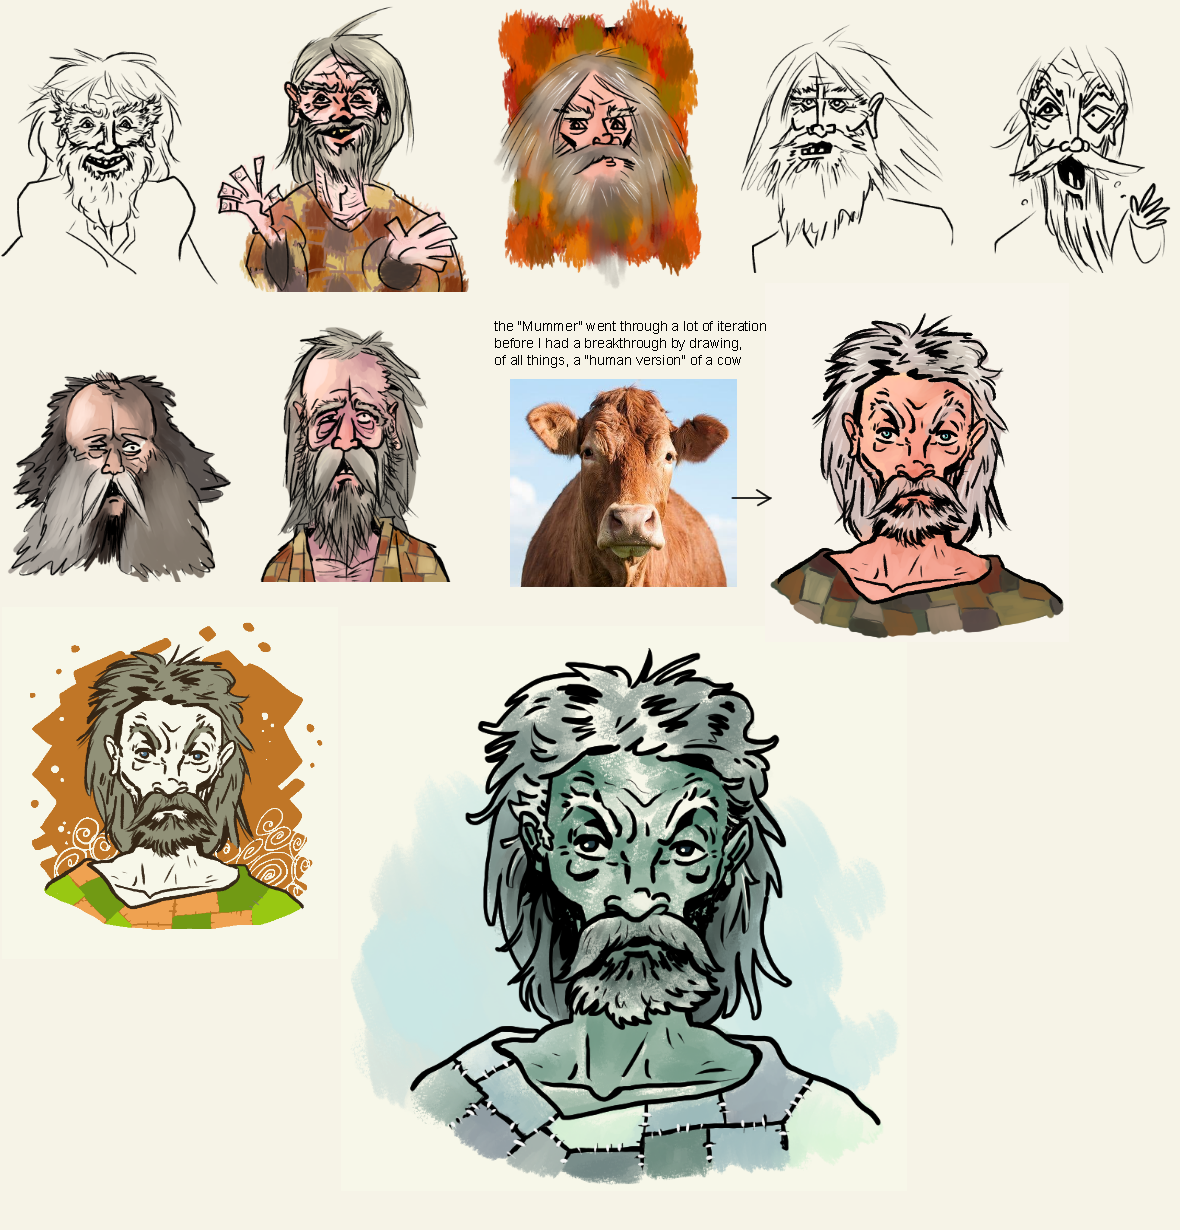 the "Mummer" went through a lot of iteration
before I had a breakthrough by drawing,
of all things, a "human version" of a cow